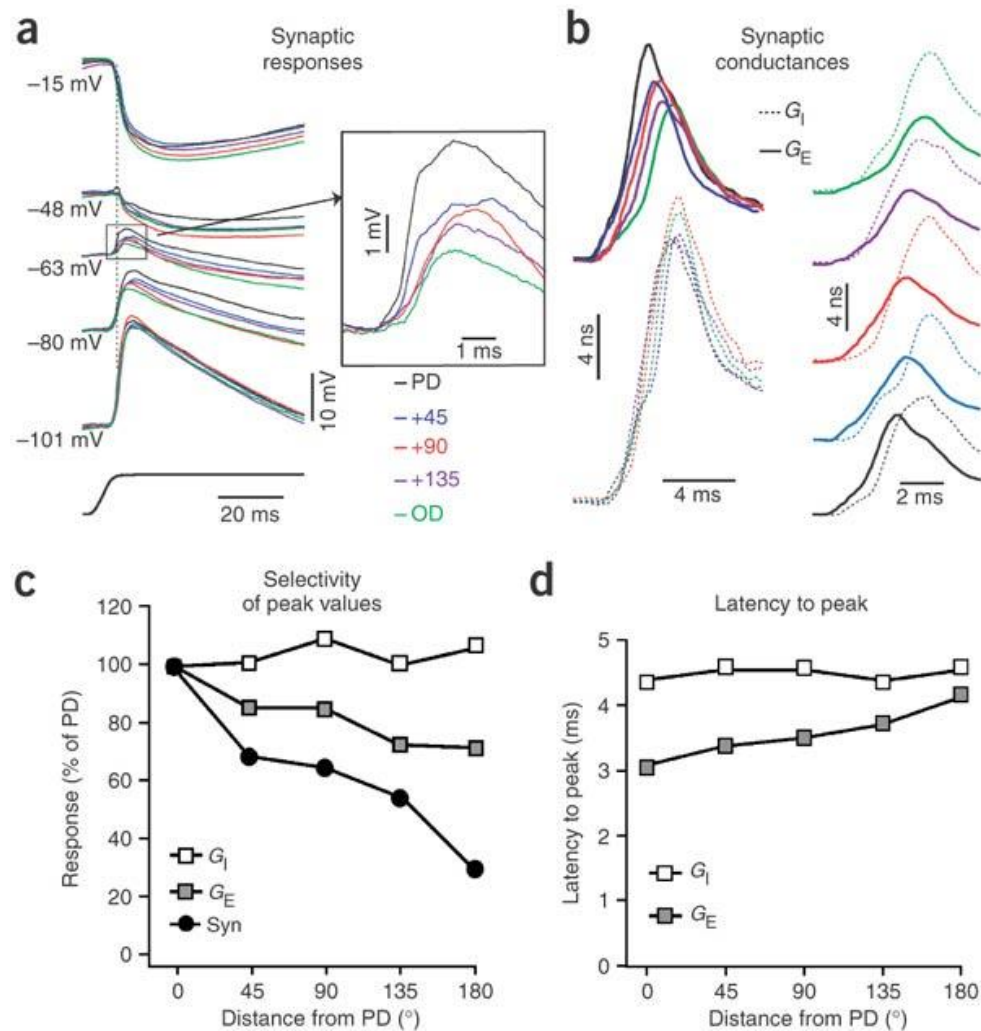 a
Synaptic
responses
–15 mV
–48 mV
–63 mV
–80 mV
–101 mV
1 mV
1 ms
10 mV
20 ms
PD
+45
+90
+135
OD
b
Synaptic
conductances
G_I
G_E
4 ns
4 ms
4 ns
2 ms
c
Selectivity
of peak values
Response (% of PD)
120
100
80
60
30
20
0
G_I
G_E
Syn
0 45 90 135 180
Distance from PD (°)
d
Latency to peak
Latency to peak (ms)
5
4
3
2
1
0
G_I
G_E
0 45 90 135 180
Distance from PD (°)